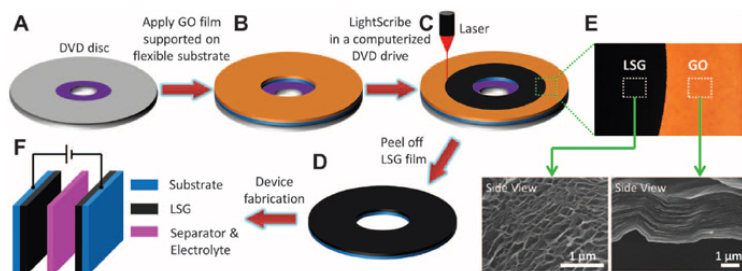 A
DVD disc
Apply GO film
supported on
flexible substrate
B
LightScribe
in a computerized
DVD drive
C
Laser
E
LSG
GO
Peel off
LSG film
D
Device
fabrication
F
Substrate
LSG
Separator &
Electrolyte
Side View
1 µm
Side View
1 µm